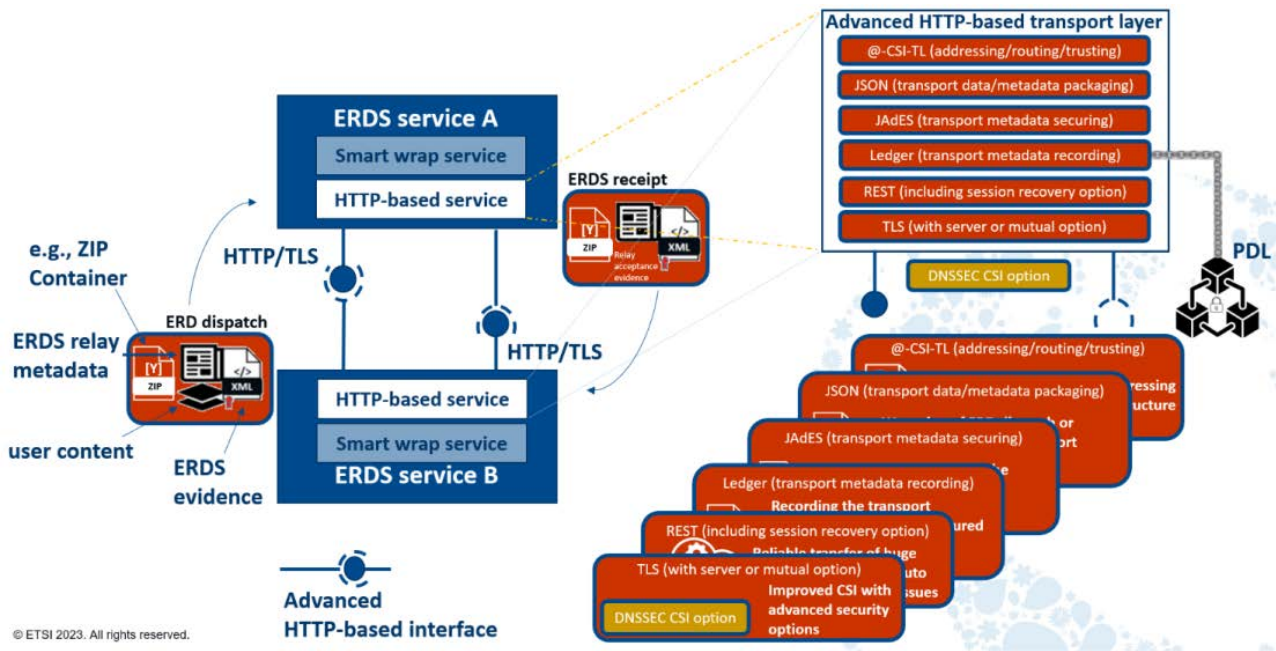 Advanced HTTP-based transport layer
@-CSI-TL (addressing/routing/trusting)
JSON (transport data/metadata packaging)
JAdES (transport metadata securing)
Ledger (transport metadata recording)
REST (including session recovery option)
TLS (with server or mutual option)
DNSSEC CSI option
PDL
ERDS service A
Smart wrap service
HTTP-based service
HTTP/TLS
ERDS receipt
[Y]
ZIP
</>
XML
Relay
acceptance
evidence
e.g., ZIP
Container
ERD dispatch
ERDS relay
metadata
[Y]
ZIP
</>
XML
user content
ERDS
evidence
HTTP/TLS
HTTP-based service
Smart wrap service
ERDS service B
Advanced
HTTP-based interface
@-CSI-TL (addressing/routing/trusting)
JSON (transport data/metadata packaging)
JAdES (transport metadata securing)
Ledger (transport metadata recording)
Recording the transport
REST (including session recovery option)
Reliable transfer of huge
TLS (with server or mutual option)
Improved CSI with
advanced security
options
DNSSEC CSI option
© ETSI 2023. All rights reserved.